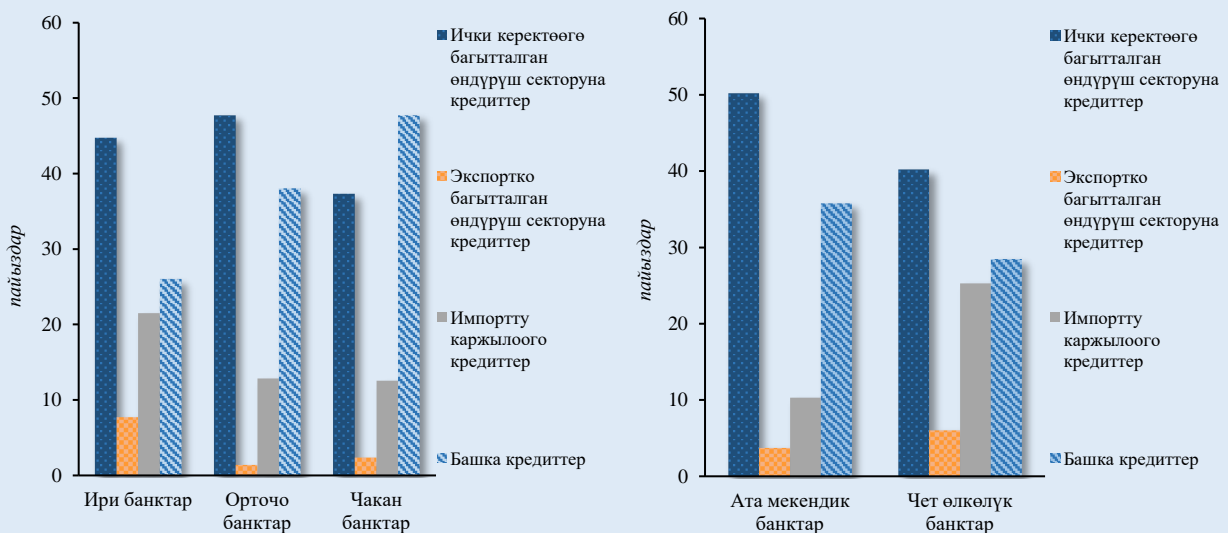 60
50
40
30
20
10
0
пайыздар
Ири банктар
Орточо
банктар
Чакан
банктар
Ички керектөөгө
багытталган
өндүрүш секторуна
кредиттер
Экспортко
багытталган
өндүрүш секторуна
кредиттер
Импортту
каржылоого
кредиттер
Башка кредиттер
60
50
40
30
20
10
0
пайыздар
Ата мекендик
банктар
Чет өлкөлүк
банктар
Ички керектөөгө
багытталган
өндүрүш секторуна
кредиттер
Экспортко
багытталган
өндүрүш секторуна
кредиттер
Импортту
каржылоого
кредиттер
Башка кредиттер